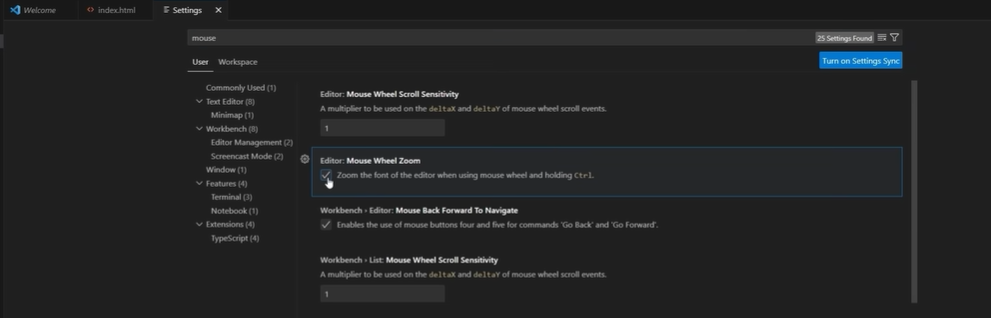 Welcome
index.html
Settings
mouse
25 Settings Found
User
Workspace
Turn on Settings Sync
Commonly Used (1)
Text Editor (8)
Minimap (1)
Workbench (8)
Editor Management (2)
Screencast Mode (2)
Window (1)
Features (4)
Terminal (3)
Notebook (1)
Extensions (4)
TypeScript (4)
Editor: Mouse Wheel Scroll Sensitivity
A multiplier to be used on the deltaX and deltaY of mouse wheel scroll events.
1
Editor: Mouse Wheel Zoom
Zoom the font of the editor when using mouse wheel and holding Ctrl.
Workbench › Editor: Mouse Back Forward To Navigate
Enables the use of mouse buttons four and five for commands 'Go Back' and 'Go Forward'.
Workbench › List: Mouse Wheel Scroll Sensitivity
A multiplier to be used on the deltaX and deltaY of mouse wheel scroll events.
1